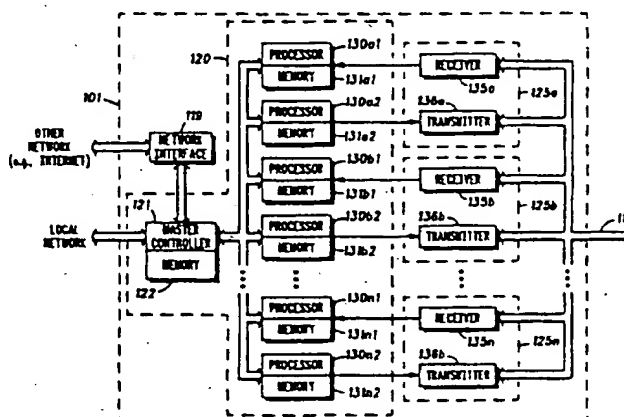 101
120
119
OTHER
NETWORK
(e.g., INTERNET)
NETWORK
INTERFACE
121
LOCAL
NETWORK
MASTER
CONTROLLER
MEMORY
122
PROCESSOR
MEMORY
130a1
131a1
PROCESSOR
MEMORY
130a2
131a2
PROCESSOR
MEMORY
130b1
131b1
PROCESSOR
MEMORY
130b2
131b2
PROCESSOR
MEMORY
130n1
131n1
PROCESSOR
MEMORY
130n2
131n2
RECEIVER
135a
136a
TRANSMITTER
125a
RECEIVER
135b
136b
TRANSMITTER
125b
RECEIVER
135n
136b
TRANSMITTER
125n